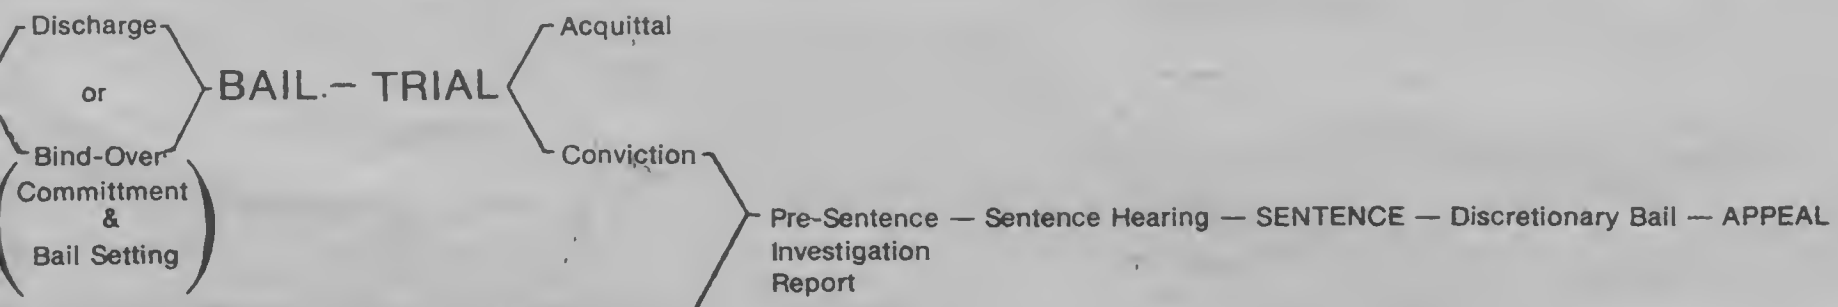 Discharge
or
Bind-Over
(Committment
&
Bail Setting)
BAIL.— TRIAL
Acquittal
Conviction
Pre-Sentence — Sentence Hearing — SENTENCE — Discretionary Bail — APPEAL
Investigation
Report